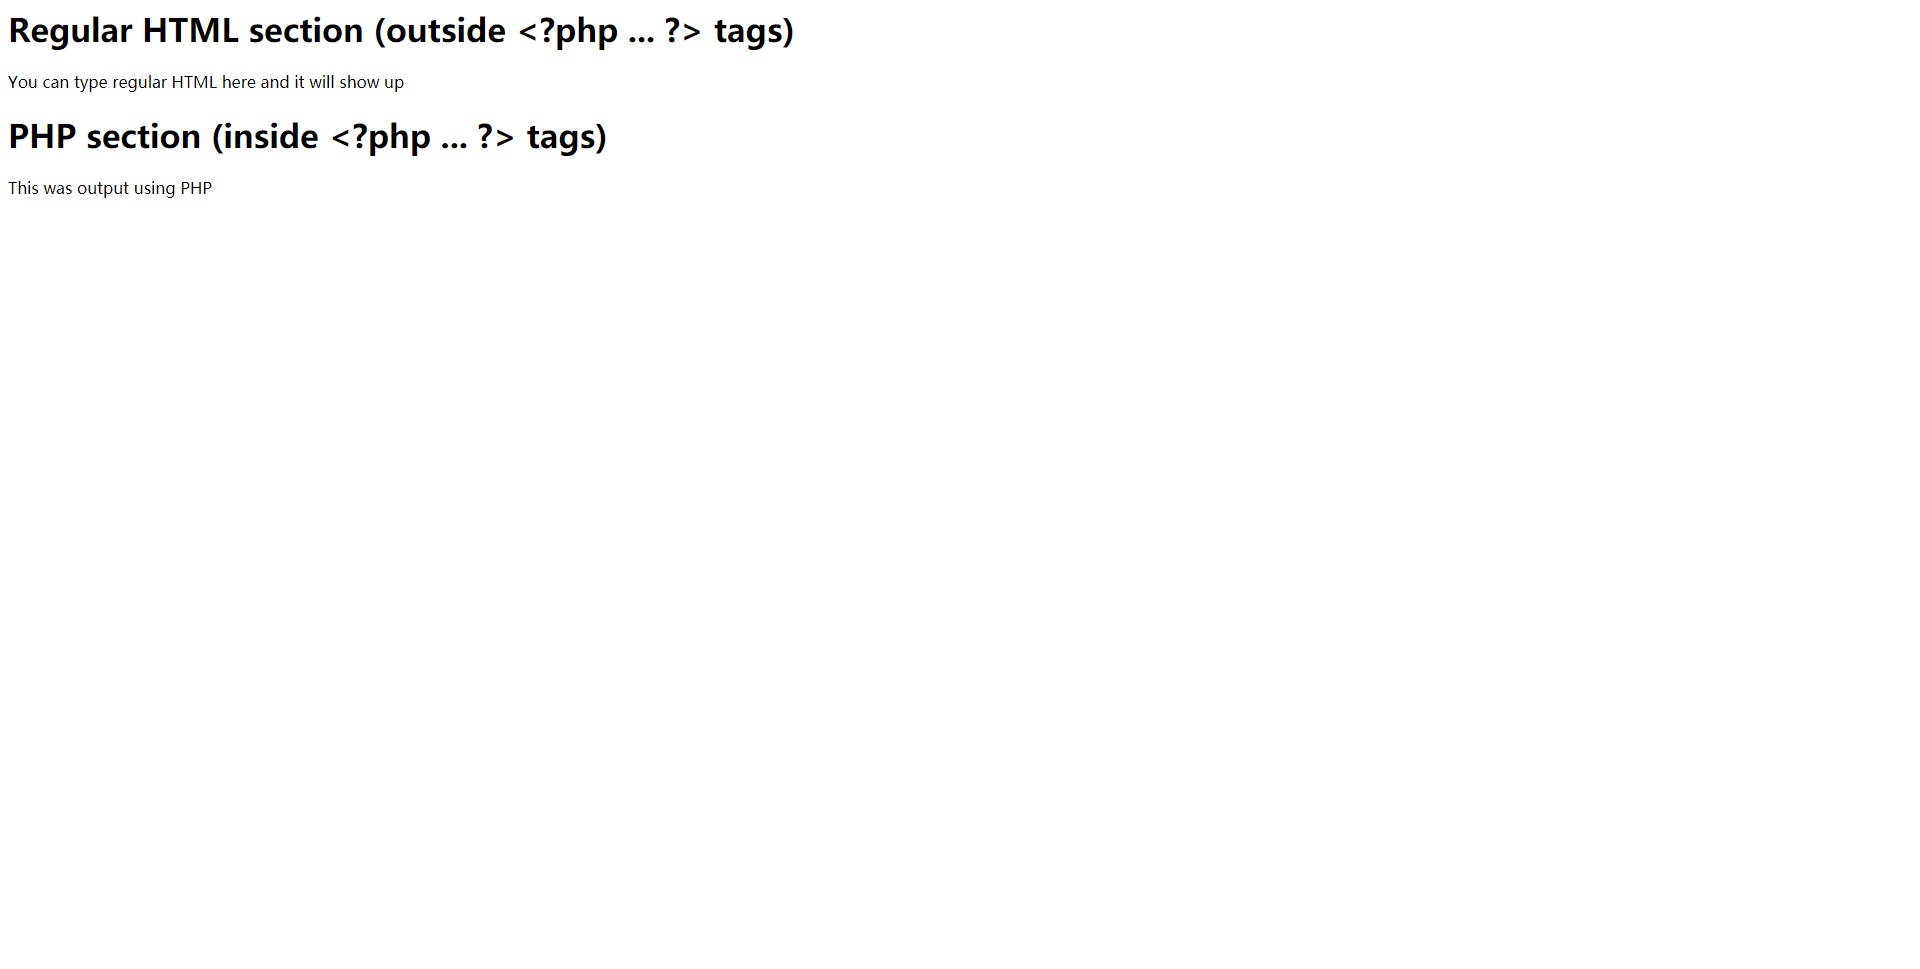 Regular HTML section (outside <?php ... ?> tags)
You can type regular HTML here and it will show up
PHP section (inside <?php ... ?> tags)
This was output using PHP